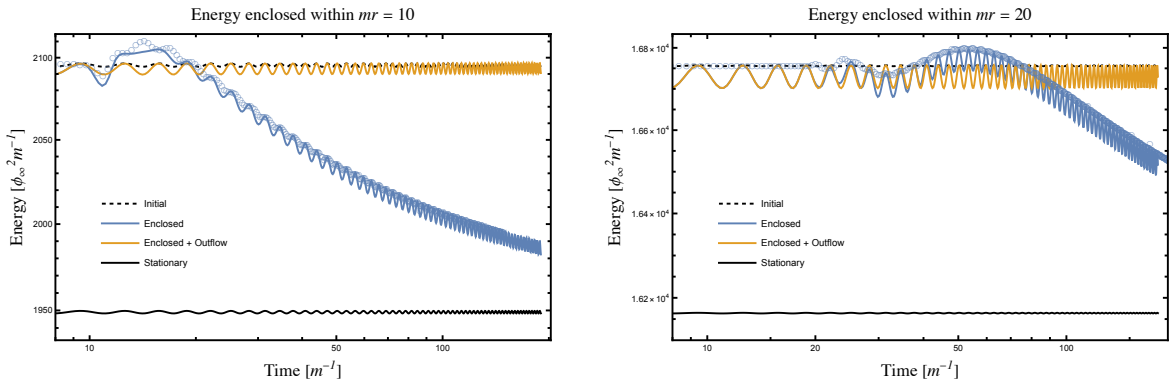 Energy enclosed within mr = 10
2100
2050
2000
1950
Energy [ϕ∞ ² m⁻¹]
Initial
Enclosed
Enclosed + Outflow
Stationary
10
50
100
Time [m⁻¹]
Energy enclosed within mr = 20
1.68 × 10⁴
1.66 × 10⁴
1.64 × 10⁴
1.62 × 10⁴
Energy [ϕ∞ ² m⁻¹]
Initial
Enclosed
Enclosed + Outflow
Stationary
10
20
50
100
Time [m⁻¹]